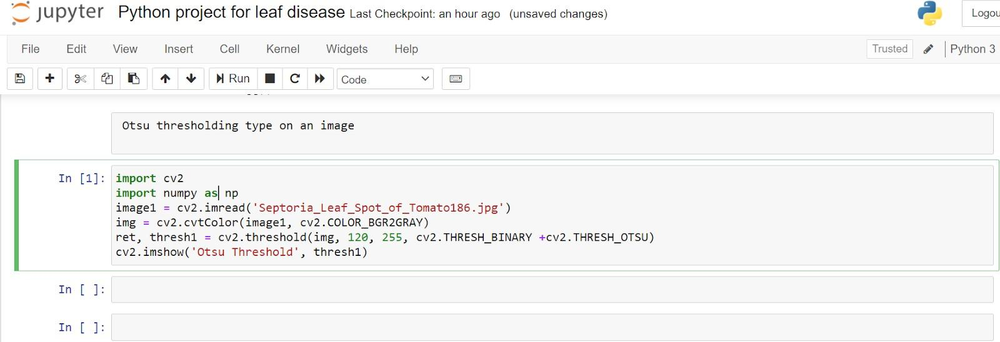 jupyter Python project for leaf disease Last Checkpoint: an hour ago (unsaved changes)
Logou
File Edit View Insert Cell Kernel Widgets Help
Trusted Python 3
Run Code
Otsu thresholding type on an image
In [1]:
import cv2
import numpy as np
image1 = cv2.imread('Septoria_Leaf_Spot_of_Tomato186.jpg')
img = cv2.cvtColor(image1, cv2.COLOR_BGR2GRAY)
ret, thresh1 = cv2.threshold(img, 120, 255, cv2.THRESH_BINARY +cv2.THRESH_OTSU)
cv2.imshow('Otsu Threshold', thresh1)
In [ ]:
In [ ]: